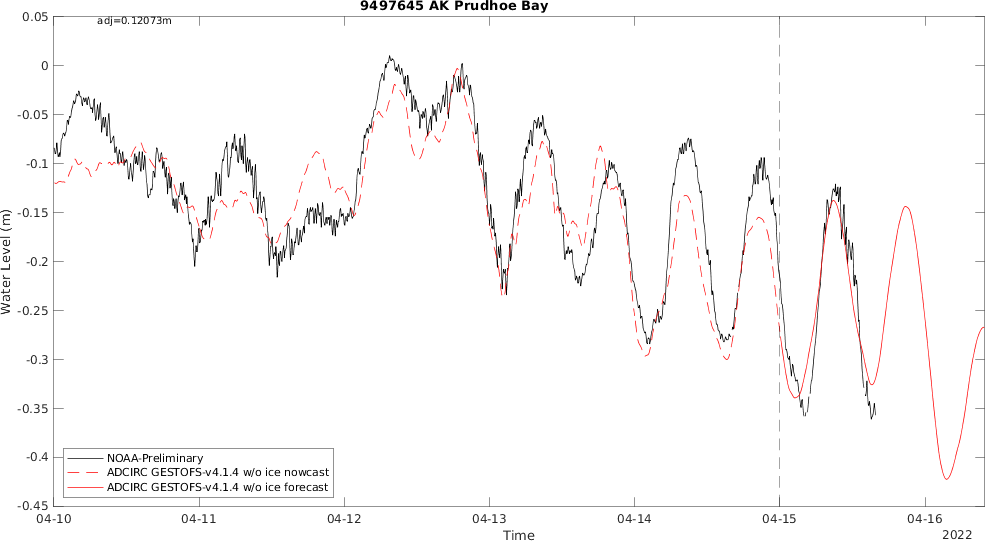 9497645 AK Prudhoe Bay
adj=0.12073m
0.05
0
-0.05
-0.1
-0.15
-0.2
-0.25
-0.3
-0.35
-0.4
-0.45
Water Level (m)
NOAA-Preliminary
ADCIRC GESTOFS-v4.1.4 w/o ice nowcast
ADCIRC GESTOFS-v4.1.4 w/o ice forecast
04-10 04-11 04-12 04-13 04-14 04-15 04-16
Time
2022